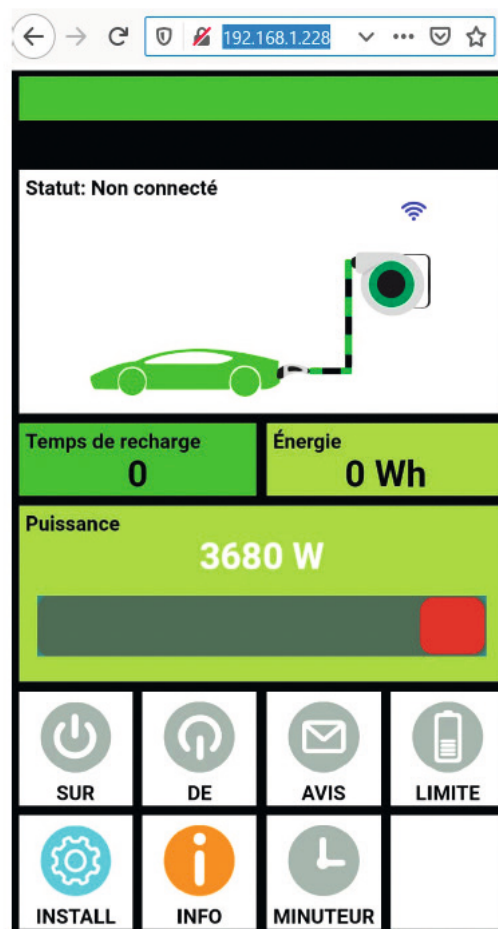 192.168.1.228
Statut: Non connecté
Temps de recharge
0
Énergie
0 Wh
Puissance
3680 W
SUR
DE
AVIS
LIMITE
INSTALL
INFO
MINUTEUR